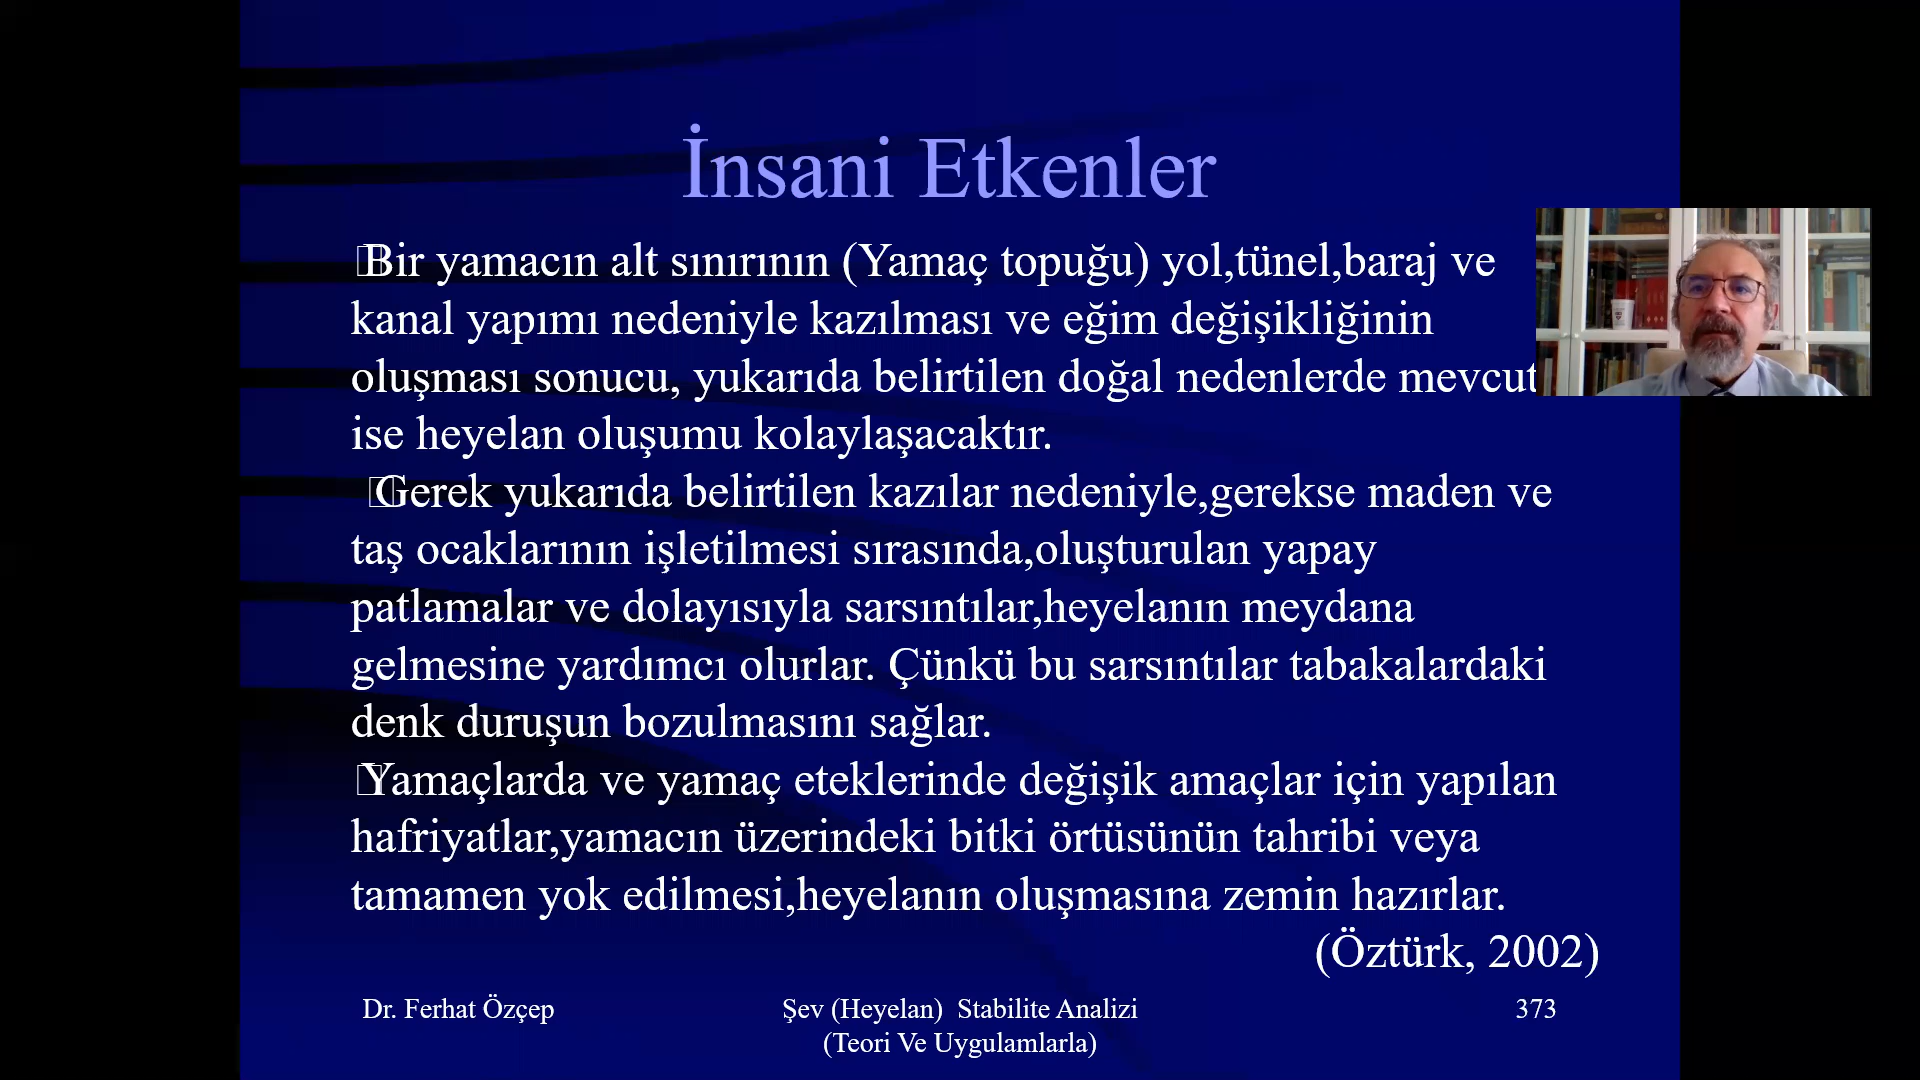 İnsani Etkenler
Bir yamacın alt sınırının (Yamaç topuğu) yol,tünel,baraj ve
kanal yapımı nedeniyle kazılması ve eğim değişikliğinin
oluşması sonucu, yukarıda belirtilen doğal nedenlerde mevcut
ise heyelan oluşumu kolaylaşacaktır.
Gerek yukarıda belirtilen kazılar nedeniyle,gerekse maden ve
taş ocaklarının işletilmesi sırasında,oluşturulan yapay
patlamalar ve dolayısıyla sarsıntılar,heyelanın meydana
gelmesine yardımcı olurlar. Çünkü bu sarsıntılar tabakalardaki
denk duruşun bozulmasını sağlar.
Yamaçlarda ve yamaç eteklerinde değişik amaçlar için yapılan
hafriyatlar,yamacın üzerindeki bitki örtüsünün tahribi veya
tamamen yok edilmesi,heyelanın oluşmasına zemin hazırlar.
(Öztürk, 2002)
Dr. Ferhat Özçep
Şev (Heyelan) Stabilite Analizi
(Teori Ve Uygulamlarla)
373